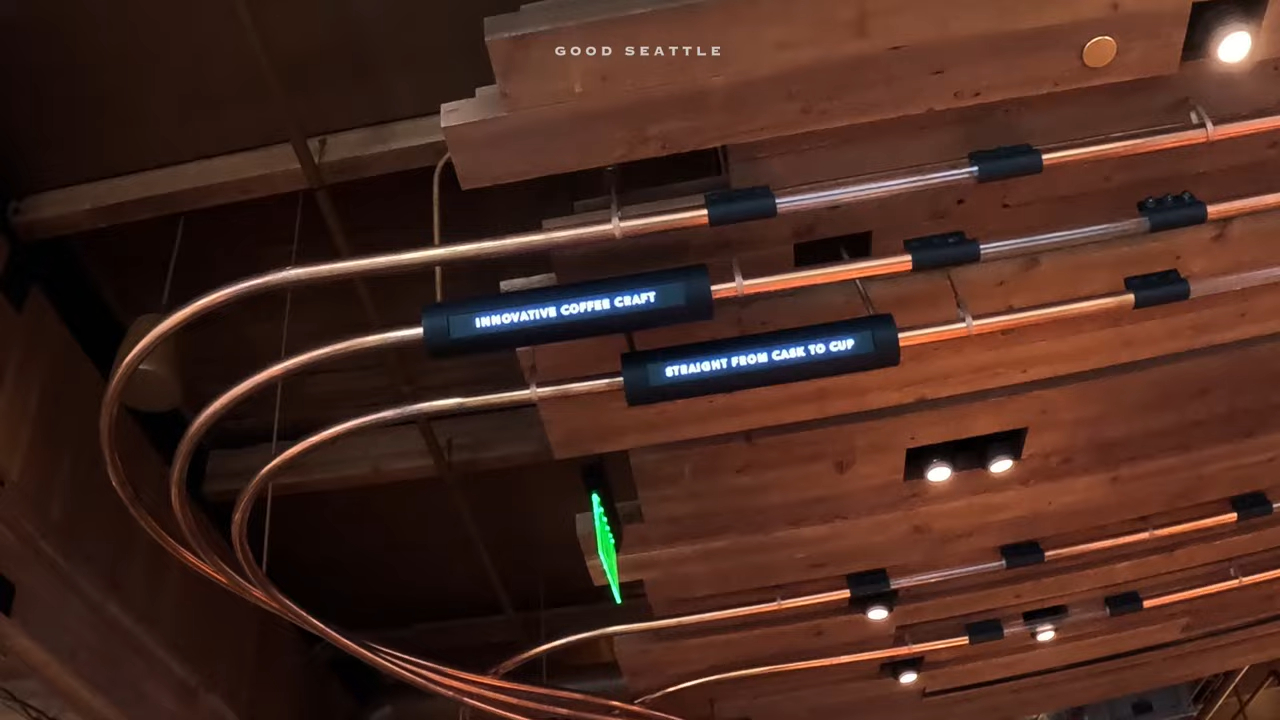 GOOD SEATTLE
INNOVATIVE COFFEE CRAFT
STRAIGHT FROM CASK TO CUP